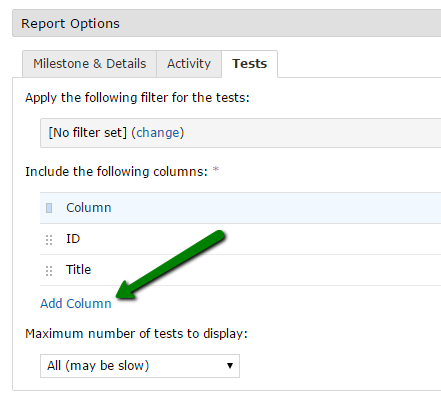 Report Options
Milestone & Details Activity Tests
Apply the following filter for the tests:
[No filter set] (change)
Include the following columns: *
Column
ID
Title
Add Column
Maximum number of tests to display:
All (may be slow)